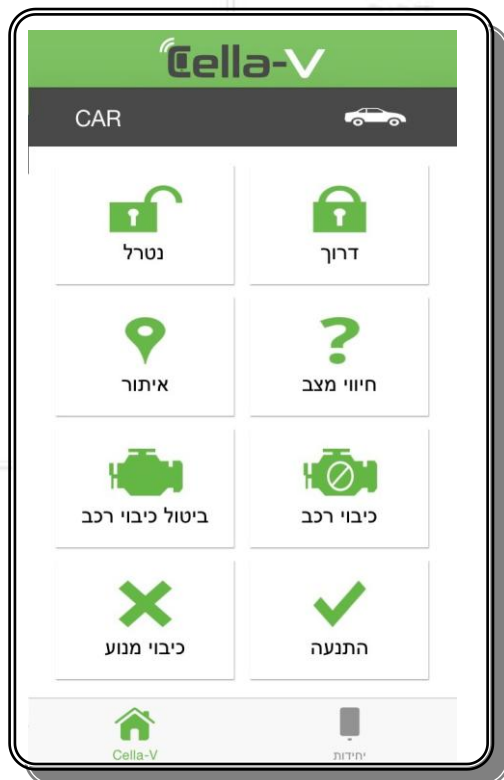 Cella-V
CAR
דרוך
נטרל
חיווי מצב
איתור
כיבוי רכב
ביטול כיבוי רכב
התנעה
כיבוי מנוע
יחידות
Cella-V